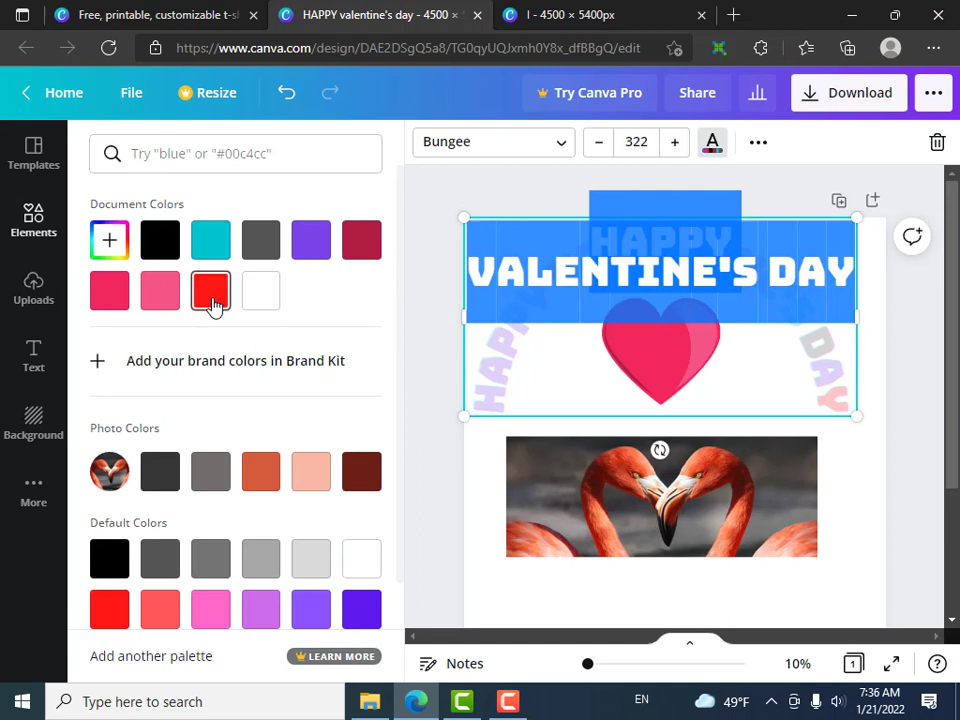 Free, printable, customizable t-s
HAPPY valentine's day - 4500 ×
I - 4500 × 5400px
https://www.canva.com/design/DAE2DSgQ5a8/TG0qyUQJxmh0Y8x_dfBBgQ/edit
Home
File
Resize
Try Canva Pro
Share
Download
Templates
Elements
Uploads
Text
Background
More
Try "blue" or "#00c4cc"
Document Colors
Add your brand colors in Brand Kit
Photo Colors
Default Colors
Add another palette
LEARN MORE
Bungee
322
A
HAPPY
VALENTINE'S DAY
HAPPY
DAY
Notes
10%
1
Type here to search
EN
49°F
7:36 AM
1/21/2022